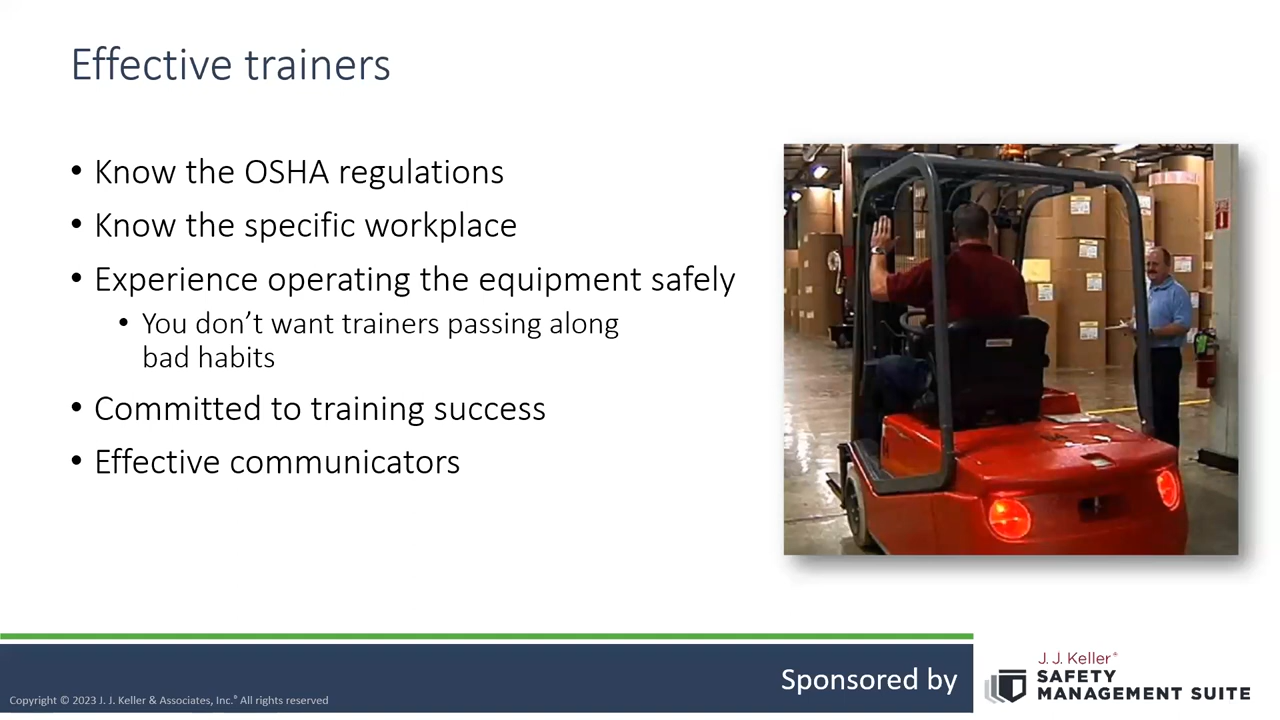 Effective trainers
• Know the OSHA regulations
• Know the specific workplace
• Experience operating the equipment safely
• You don’t want trainers passing along
bad habits
• Committed to training success
• Effective communicators
Sponsored by
J. J. Keller®
SAFETY
MANAGEMENT SUITE
Copyright © 2023 J. J. Keller & Associates, Inc.® All rights reserved